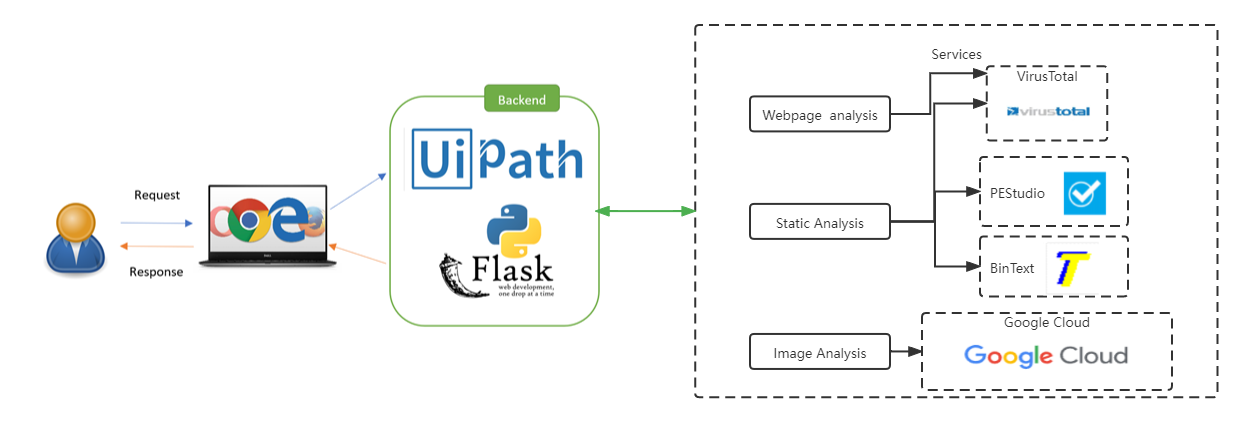 Services
VirusTotal
virustotal
Webpage analysis
Backend
UiPath
Request
PEStudio
Static Analysis
Response
Flask
web development,
one drop at a time
BinText
Google Cloud
Google Cloud
Image Analysis